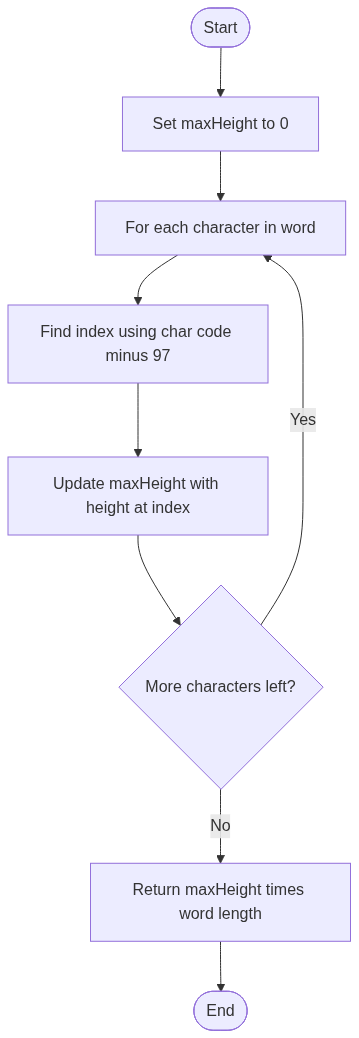 Start
Set maxHeight to 0
For each character in word
Find index using char code
minus 97
Yes
Update maxHeight with
height at index
More characters left?
No
Return maxHeight times
word length
End